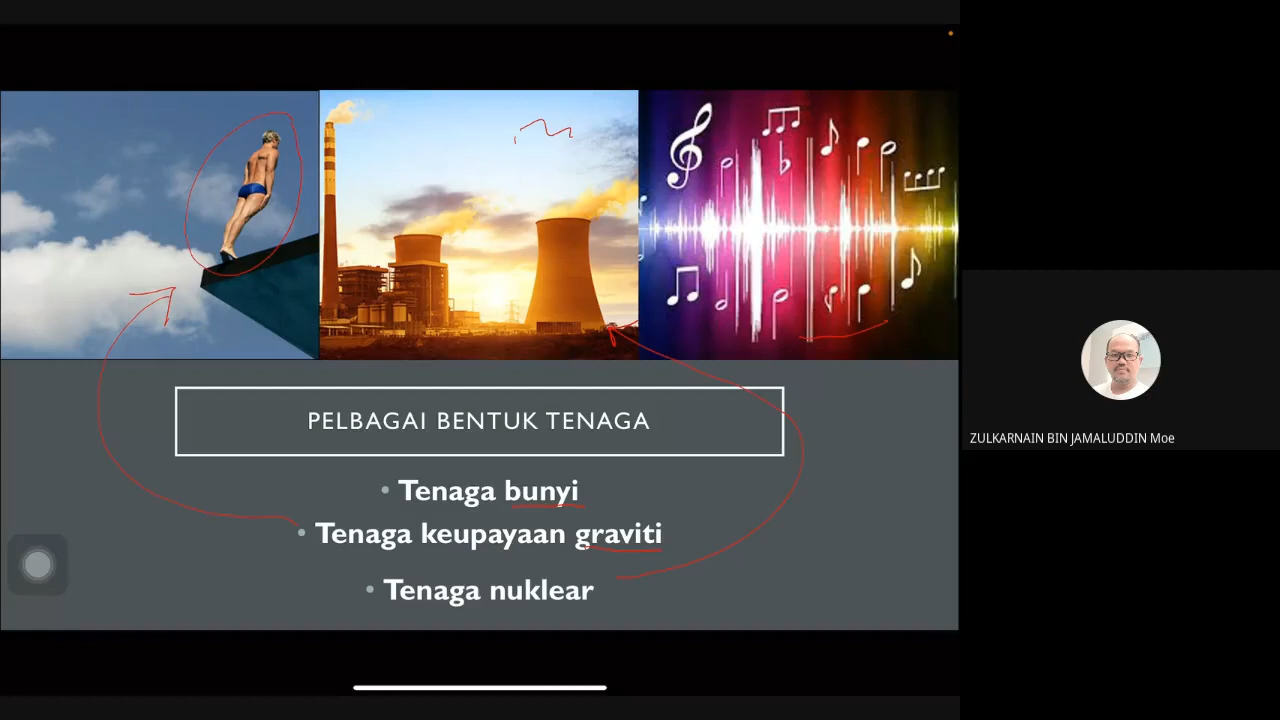 PELBAGAI BENTUK TENAGA
• Tenaga bunyi
• Tenaga keupayaan graviti
• Tenaga nuklear
ZULKARNAIN BIN JAMALUDDIN Moe